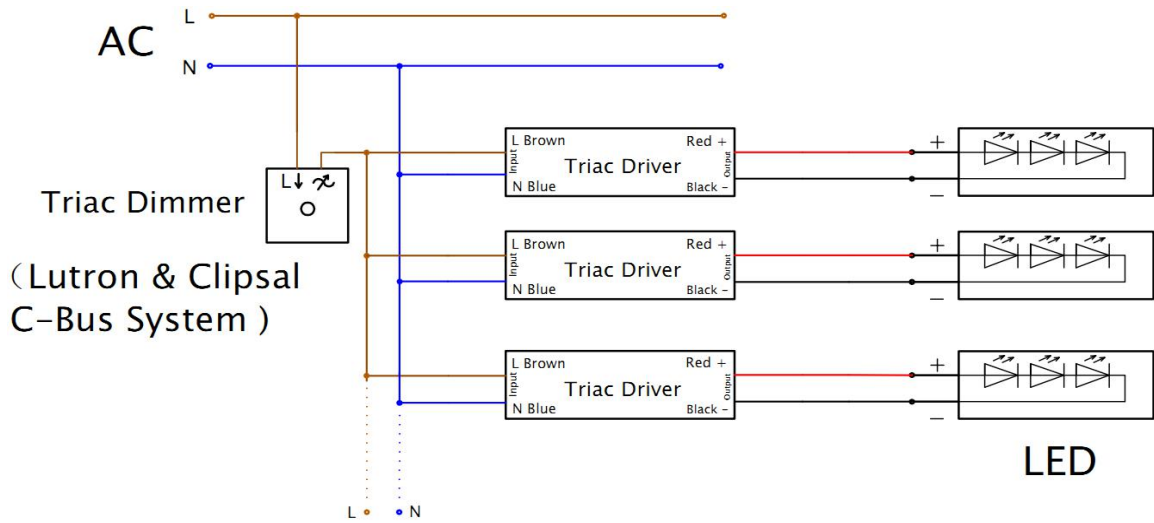 L
AC
N
L Brown
Red +
Input
Triac Driver
Output
N Blue
Black -
+
−
L
Triac Dimmer
（Lutron & Clipsal
C-Bus System )
L Brown
Red +
Input
Triac Driver
Output
N Blue
Black -
+
−
L Brown
Red +
Input
Triac Driver
Output
N Blue
Black -
+
−
LED
L
N